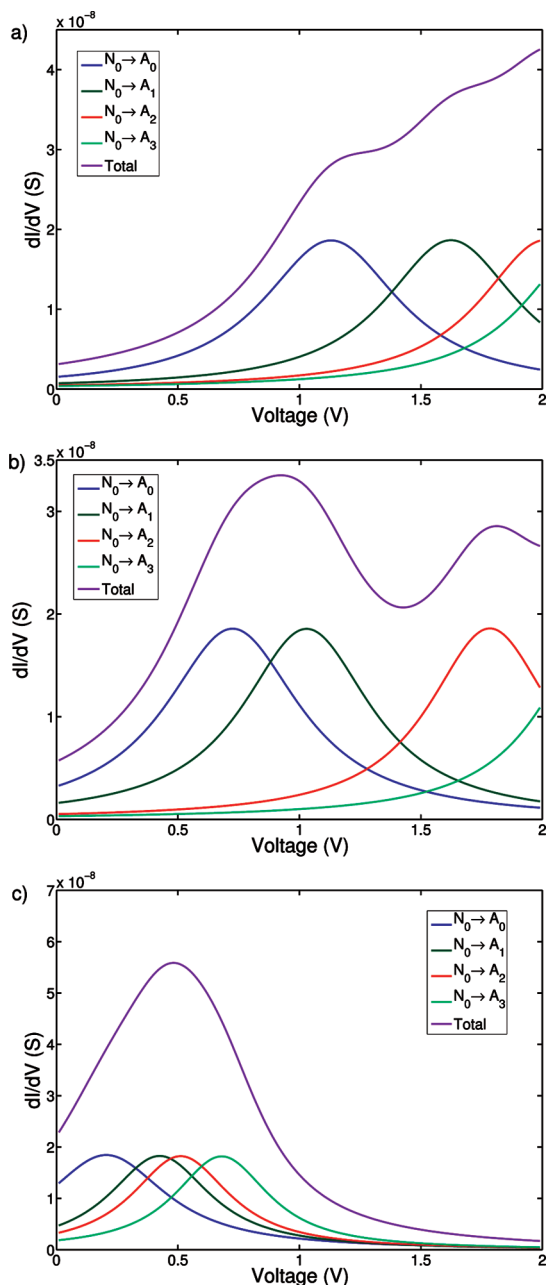 a)
x 10⁻⁸
4
3
2
1
0
dI/dV (S)
N₀→ A₀
N₀→ A₁
N₀→ A₂
N₀→ A₃
Total
0 0.5 1 1.5 2
Voltage (V)
b)
x 10⁻⁸
3.5
3
2
1
0
dI/dV (S)
N₀→ A₀
N₀→ A₁
N₀→ A₂
N₀→ A₃
Total
0 0.5 1 1.5 2
Voltage (V)
c)
x 10⁻⁸
7
6
5
4
3
2
1
0
dI/dV (S)
N₀→ A₀
N₀→ A₁
N₀→ A₂
N₀→ A₃
Total
0 0.5 1 1.5 2
Voltage (V)